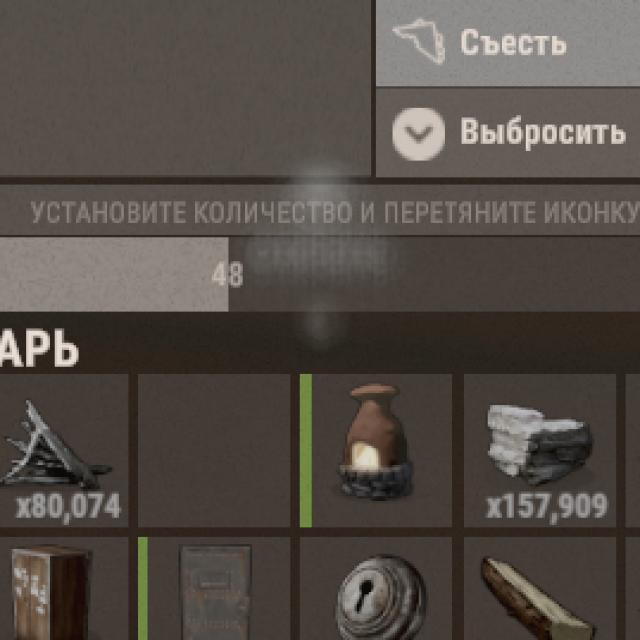 Съесть
Выбросить
УСТАНОВИТЕ КОЛИЧЕСТВО И ПЕРЕТЯНИТЕ ИКОНКУ
48
АРЬ
x80,074
x157,909